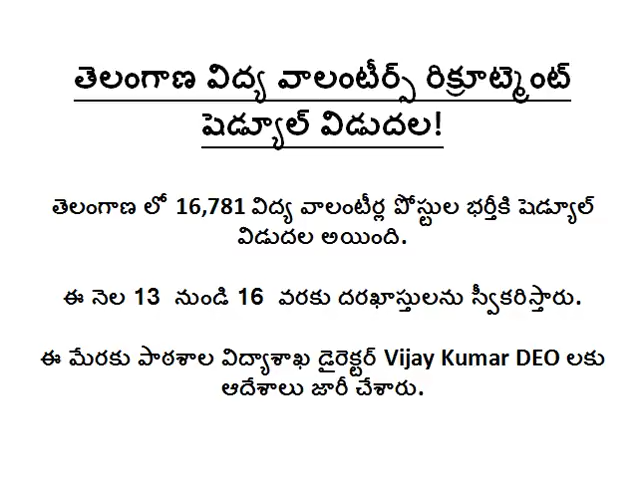 తెలంగాణ విద్య వాలంటీర్స్ రిక్రూట్మెంట్
షెడ్యూల్ విడుదల!
తెలంగాణ లో 16,781 విద్య వాలంటీర్ల పోస్టుల భర్తీకి షెడ్యూల్
విడుదల అయింది.
ఈ నెల 13 నుండి 16 వరకు దరఖాస్తులను స్వీకరిస్తారు.
ఈ మేరకు పాఠశాల విద్యాశాఖ డైరెక్టర్ Vijay Kumar DEO లకు
ఆదేశాలు జారీ చేశారు.